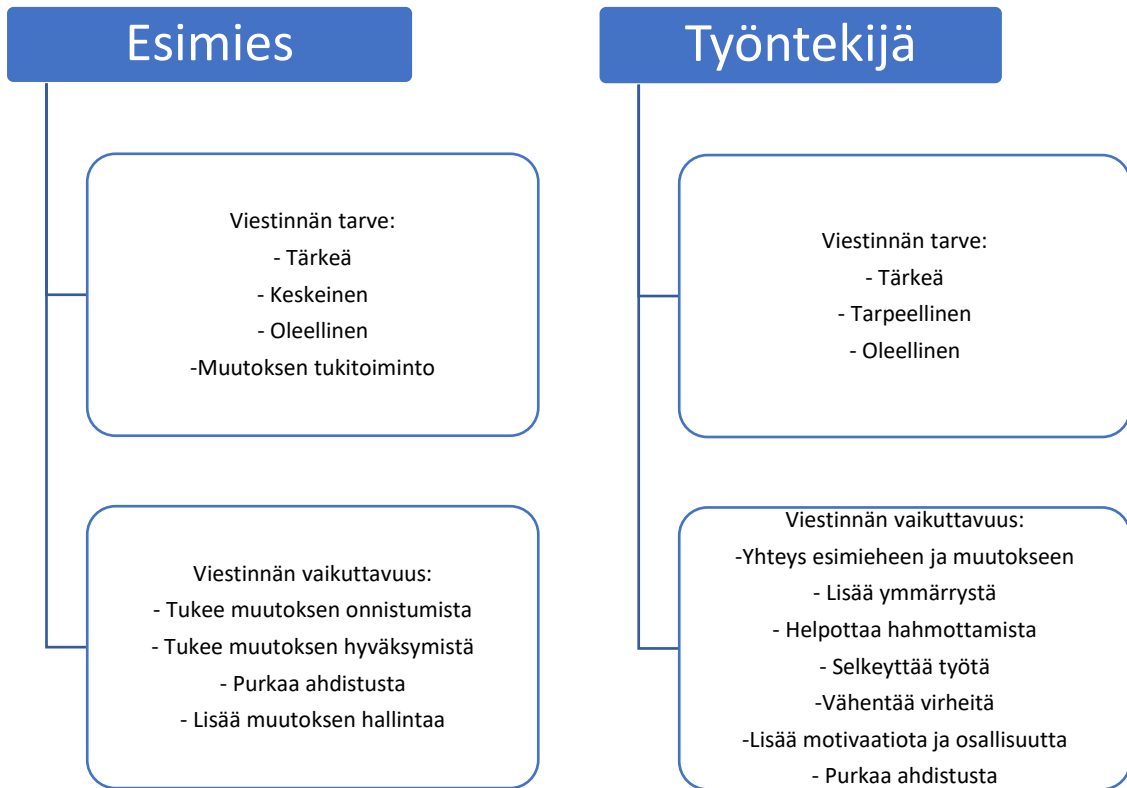 Esimies
Viestinnän tarve:
- Tärkeä
- Keskeinen
- Oleellinen
-Muutoksen tukitoiminto
Viestinnän vaikuttavuus:
- Tukee muutoksen onnistumista
- Tukee muutoksen hyväksymistä
- Purkaa ahdistusta
- Lisää muutoksen hallintaa
Työntekijä
Viestinnän tarve:
- Tärkeä
- Tarpeellinen
- Oleellinen
Viestinnän vaikuttavuus:
-Yhteys esimieheen ja muutokseen
- Lisää ymmärrystä
- Helpottaa hahmottamista
- Selkeyttää työtä
-Vähentää virheitä
-Lisää motivaatiota ja osallisuutta
- Purkaa ahdistusta